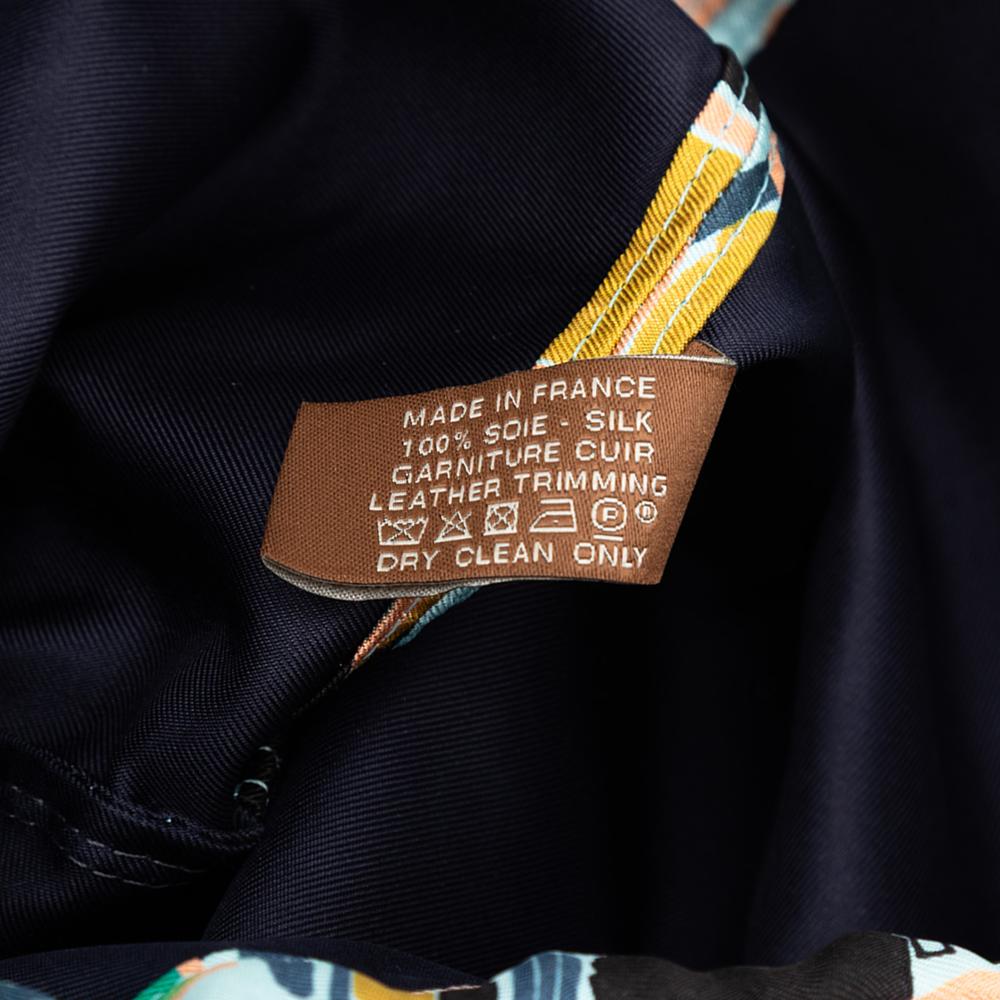 MADE IN FRANCE
100% SOIE - SILK
GARNITURE CUIR
LEATHER TRIMMING
P ®
DRY CLEAN ONLY